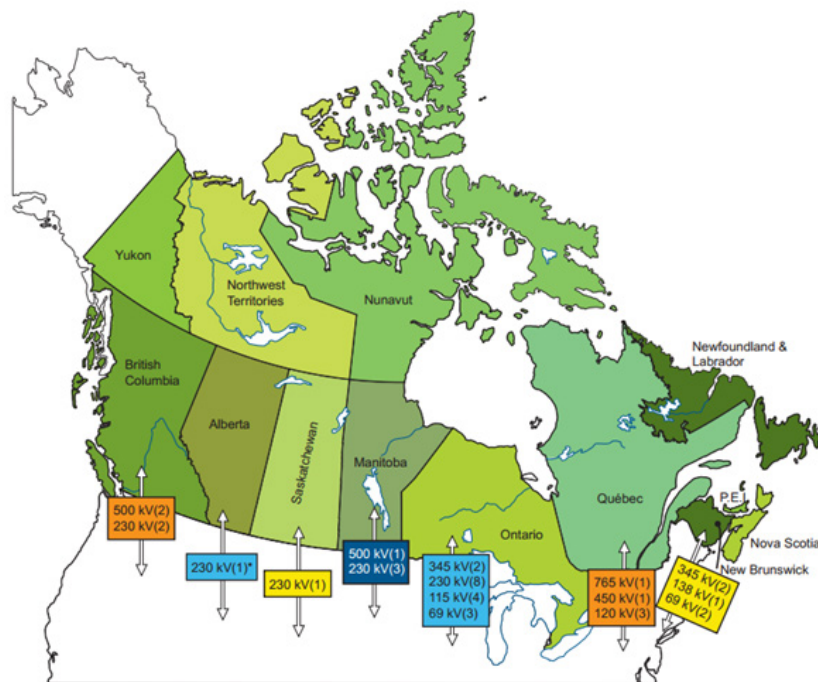 Yukon
Northwest
Territories
Nunavut
Newfoundland &
Labrador
British
Columbia
Alberta
Saskatchewan
Manitoba
Ontario
Québec
P.E.I.
Nova Scotia
New Brunswick
500 kV(2)
230 kV(2)
230 kV(1)*
230 kV(1)
500 kV(1)
230 kV(3)
345 kV(2)
230 kV(8)
115 kV(4)
69 kV(3)
765 kV(1)
450 kV(1)
120 kV(3)
345 kV(2)
138 kV(1)
69 kV(2)